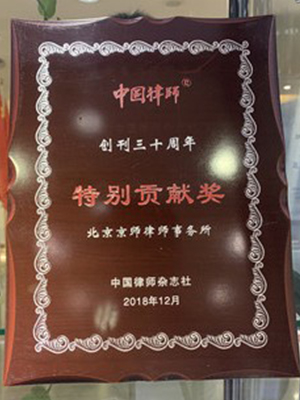 中国律师
创刊三十周年
特别贡献奖
北京京师律师事务所
中国律师杂志社
2018年12月